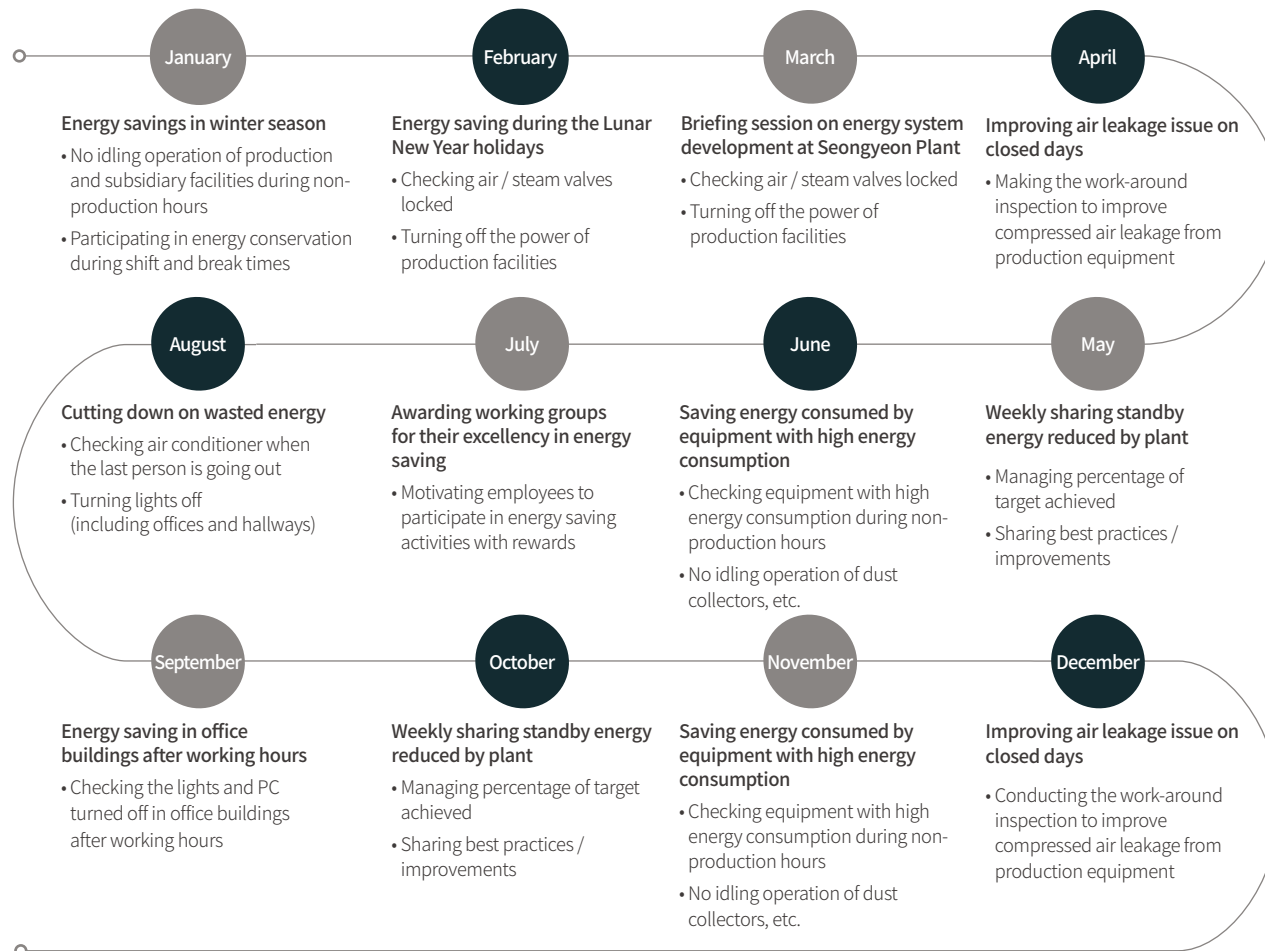 January
Energy savings in winter season
• No idling operation of production
and subsidiary facilities during non-
production hours
• Participating in energy conservation
during shift and break times
February
Energy saving during the Lunar
New Year holidays
• Checking air / steam valves
locked
• Turning off the power of
production facilities
March
Briefing session on energy system
development at Seongyeon Plant
• Checking air / steam valves locked
• Turning off the power of
production facilities
April
Improving air leakage issue on
closed days
• Making the work-around
inspection to improve
compressed air leakage from
production equipment
May
Weekly sharing standby
energy reduced by plant
• Managing percentage of
target achieved
• Sharing best practices /
improvements
June
Saving energy consumed by
equipment with high energy
consumption
• Checking equipment with high
energy consumption during non-
production hours
• No idling operation of dust
collectors, etc.
July
Awarding working groups
for their excellency in energy
saving
• Motivating employees to
participate in energy saving
activities with rewards
August
Cutting down on wasted energy
• Checking air conditioner when
the last person is going out
• Turning lights off
(including offices and hallways)
September
Energy saving in office
buildings after working hours
• Checking the lights and PC
turned off in office buildings
after working hours
October
Weekly sharing standby energy
reduced by plant
• Managing percentage of target
achieved
• Sharing best practices /
improvements
November
Saving energy consumed by
equipment with high energy
consumption
• Checking equipment with high
energy consumption during non-
production hours
• No idling operation of dust
collectors, etc.
December
Improving air leakage issue on
closed days
• Conducting the work-around
inspection to improve
compressed air leakage from
production equipment